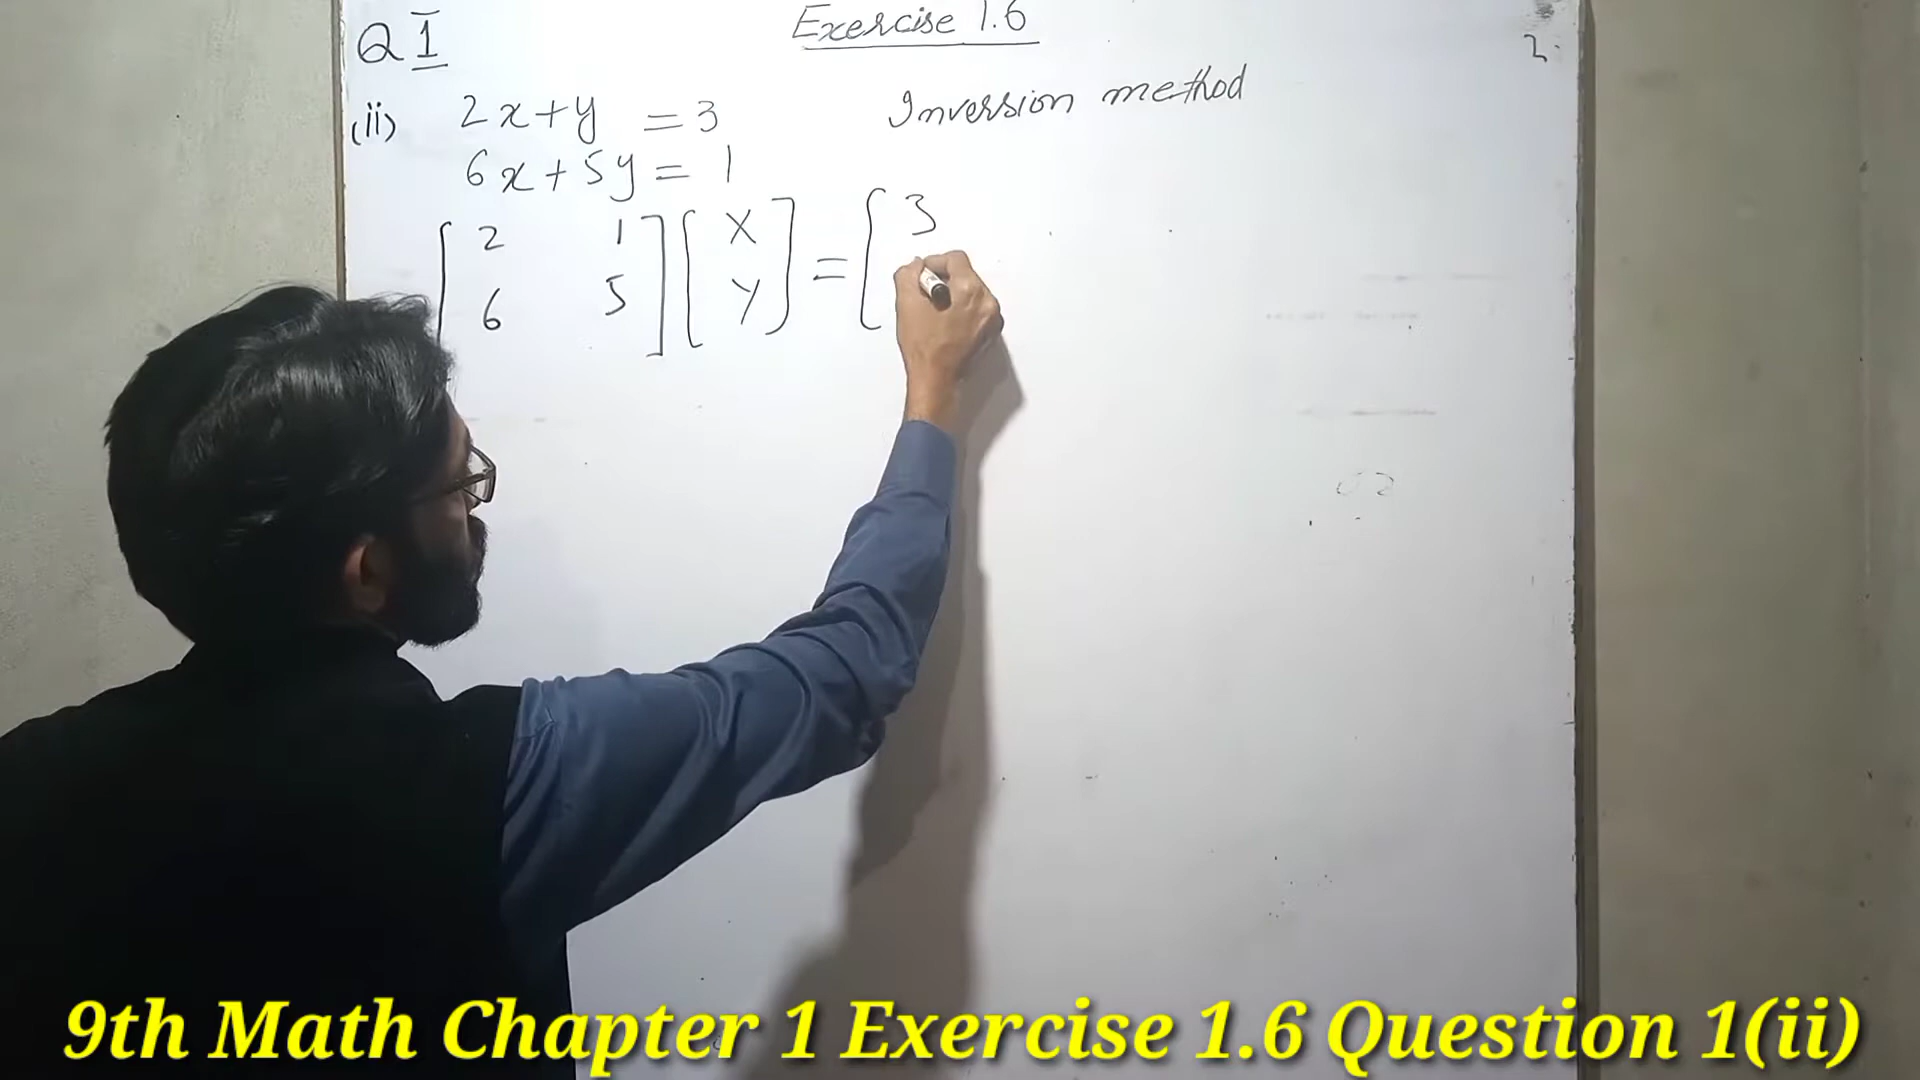 Exercise 1.6
Q I
2.
Inversion method
(ii) 2x+y = 3
6x+5y = 1
[2 1] [x] = [3
[6 5] [y]
9th Math Chapter 1 Exercise 1.6 Question 1(ii)